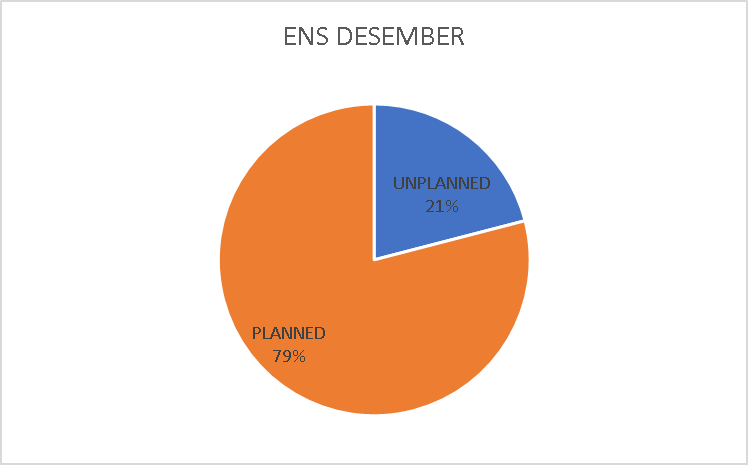 ENS DESEMBER
UNPLANNED
21%
PLANNED
79%